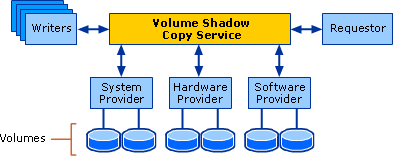 Writers
Volume Shadow
Copy Service
Requestor
System
Provider
Hardware
Provider
Software
Provider
Volumes